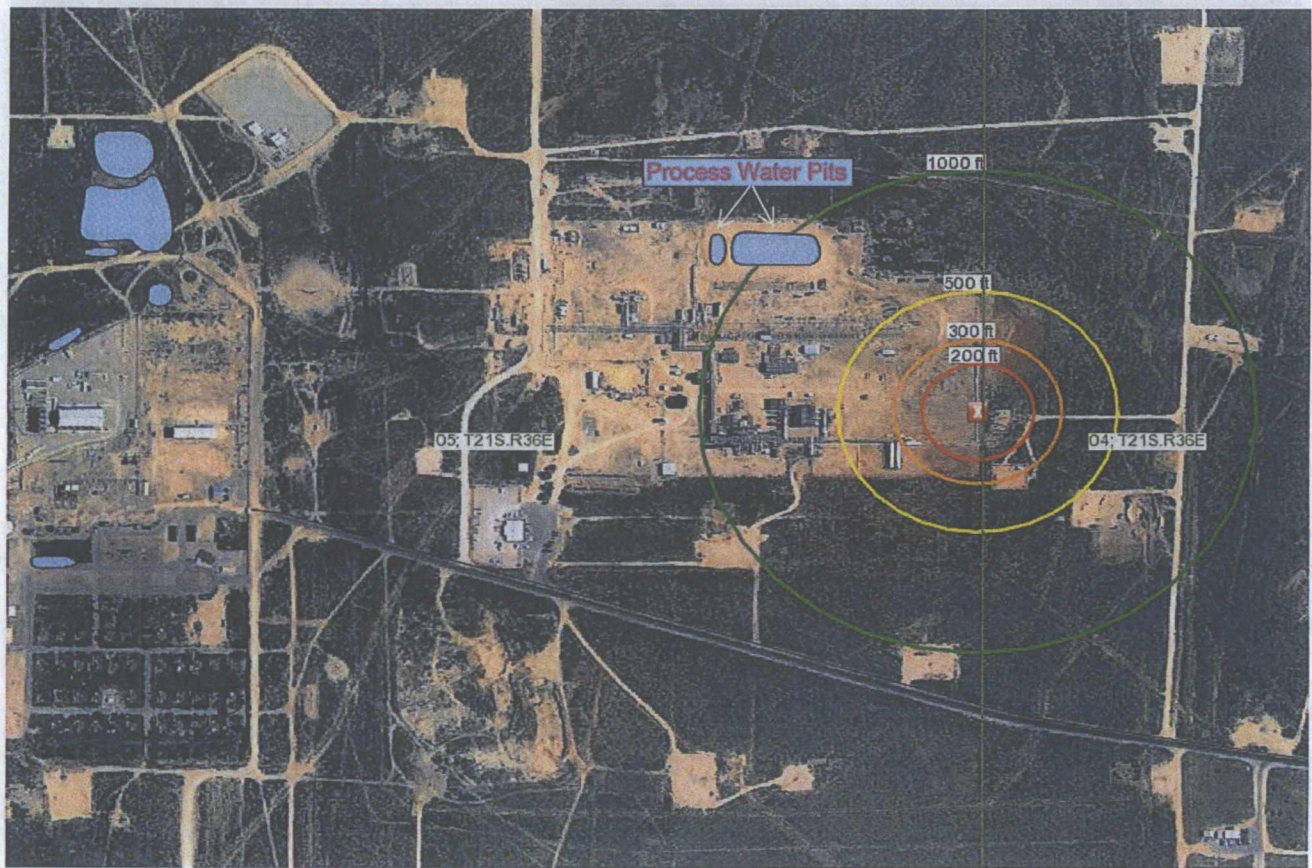 1000 ft
Process Water Pits
500 ft
300 ft
200 ft
X
05; T21S.R36E
04; T21S.R36E